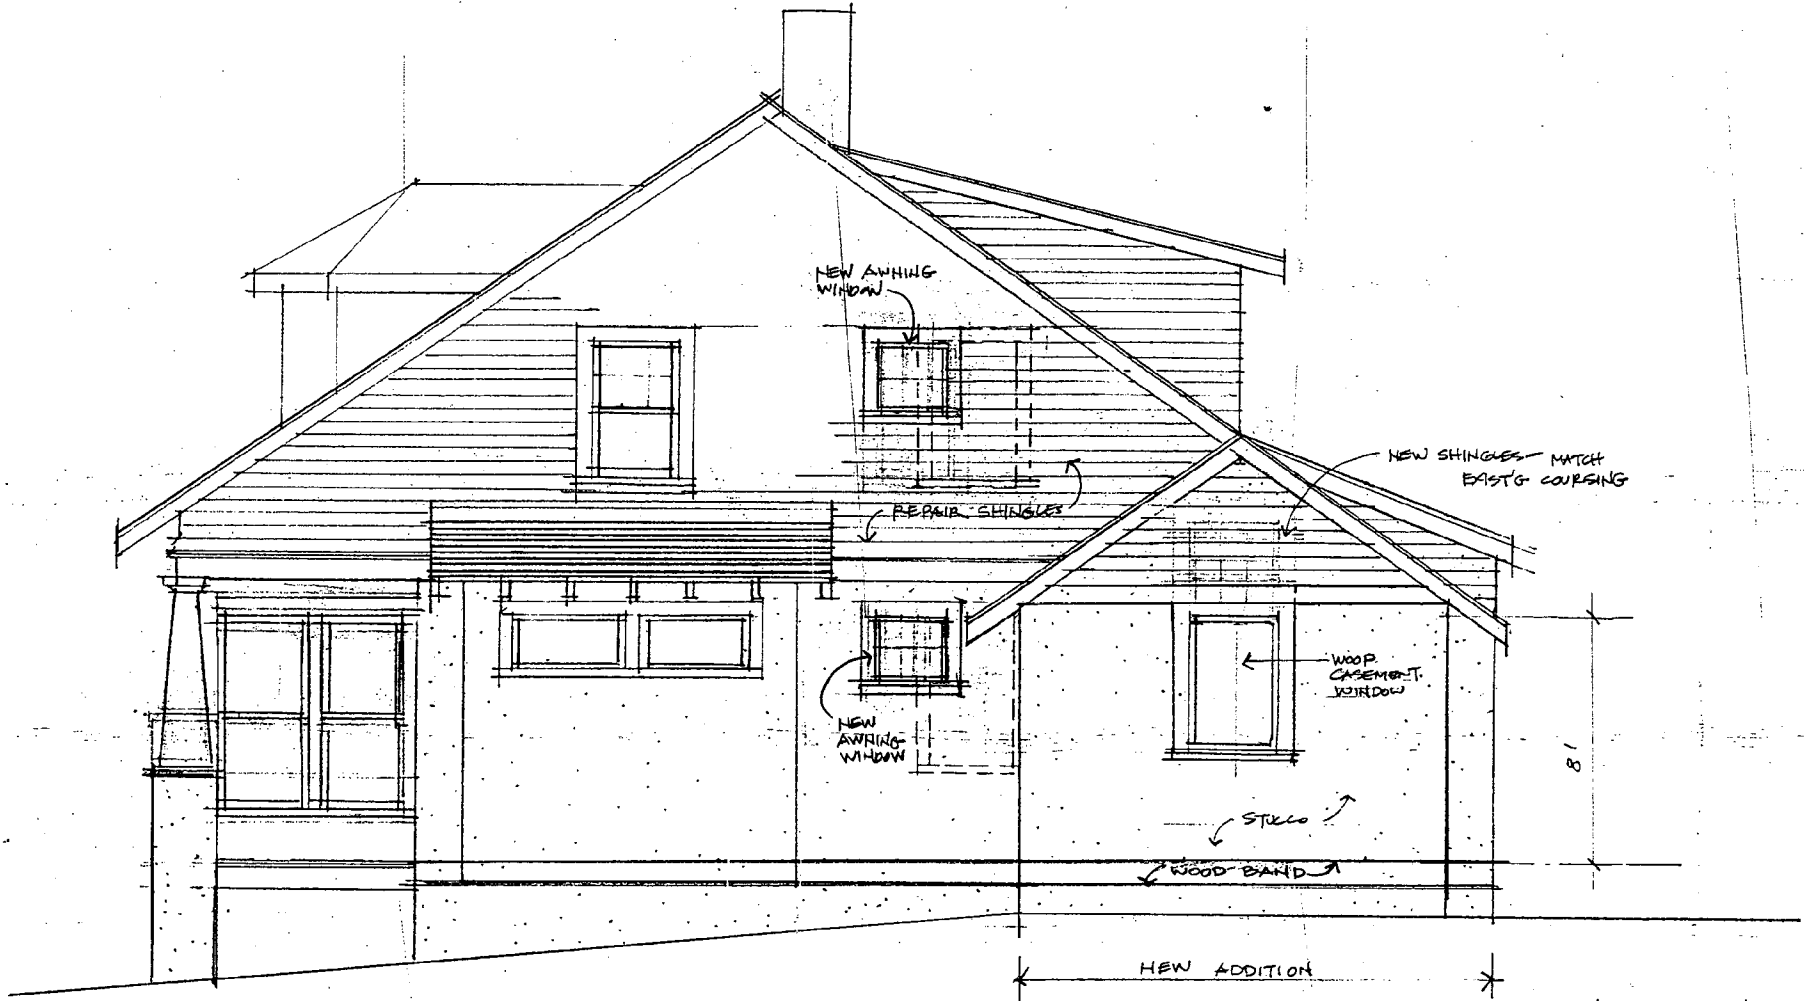 NEW AWNING
WINDOW
NEW SHINGLES - MATCH
EXIST'G COURSING
REPAIR SHINGLES
WOOD
CASEMENT
WINDOW
NEW
AWNING
WINDOW
8'
STUCCO
WOOD BAND
NEW ADDITION